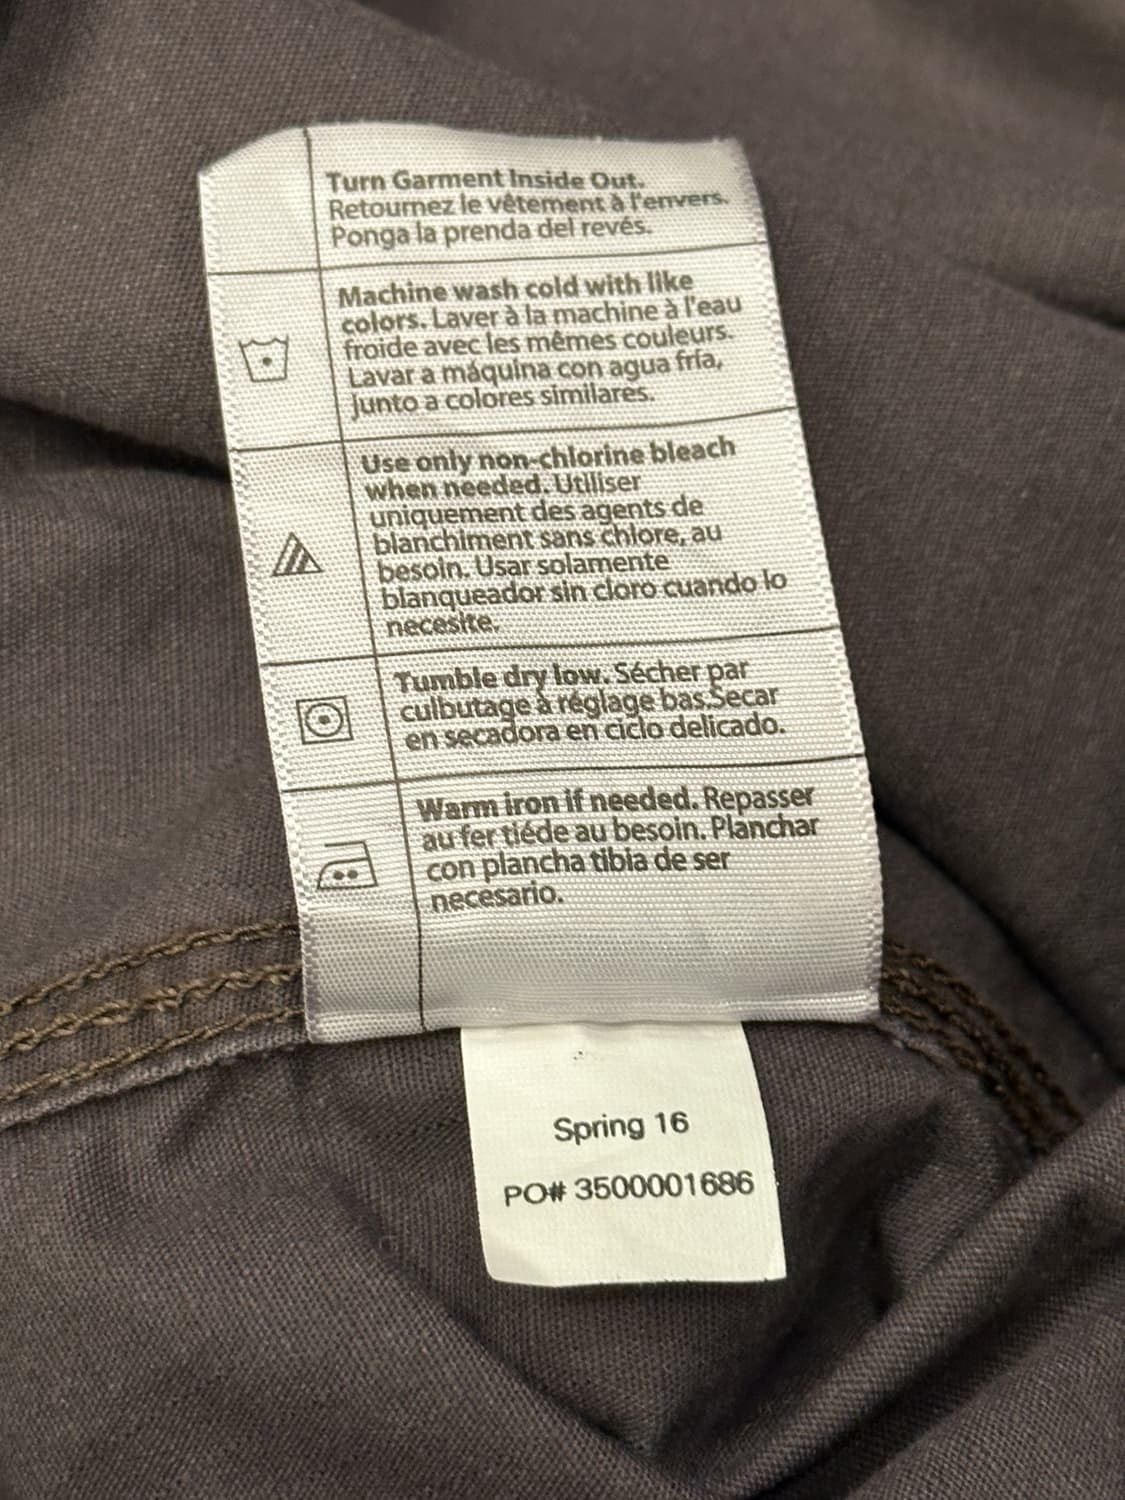 Turn Garment Inside Out.
Retournez le vêtement à l'envers.
Ponga la prenda del revés.
Machine wash cold with like
colors. Laver à la machine à l'eau
froide avec les mêmes couleurs.
Lavar a máquina con agua fría,
junto a colores similares.
Use only non-chlorine bleach
when needed. Utiliser
uniquement des agents de
blanchiment sans chlore, au
besoin. Usar solamente
blanqueador sin cloro cuando lo
necesite.
Tumble dry low. Sécher par
culbutage à réglage bas.Secar
en secadora en ciclo delicado.
Warm iron if needed. Repasser
au fer tiéde au besoin. Planchar
con plancha tibia de ser
necesario.
Spring 16
PO# 3500001686